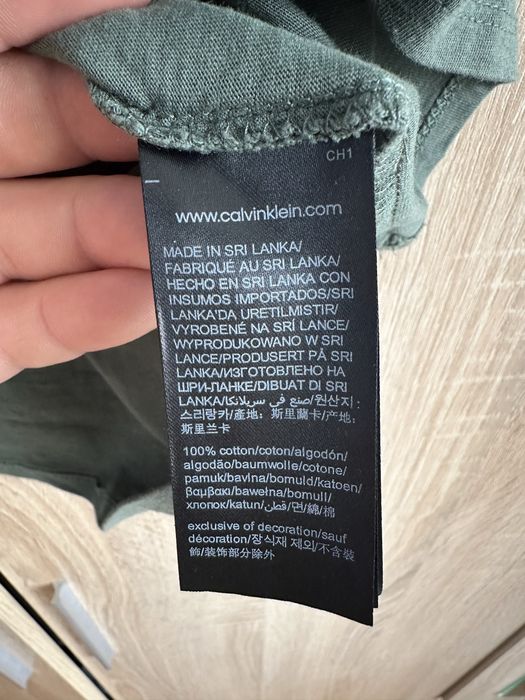 CH1
www.calvinklein.com
MADE IN SRI LANKA/
FABRIQUÉ AU SRI LANKA/
HECHO EN SRI LANKA CON
INSUMOS IMPORTADOS/SRI
LANKA'DA URETILMISTIR/
VYROBENÉ NA SRÍ LANCE/
WYPRODUKOWANO W SRI
LANCE/PRODUSERT PÅ SRI
LANKA/ИЗГОТОВЛЕНО НА
ШРИ-ЛАНКЕ/DIBUAT DI SRI
LANKA/صنع في سريلانكا/원산지:
스리랑카/產地: 斯里蘭卡/产地:
斯里兰卡
100% cotton/coton/algodón/
algodão/baumwolle/cotone/
pamuk/bavlna/bomuld/katoen/
βαμβακι/bawełna/bomull/
хлопок/katun/قطن/면/綿/棉
exclusive of decoration/sauf
décoration/장식재 제외/不含裝
飾/装饰部分除外